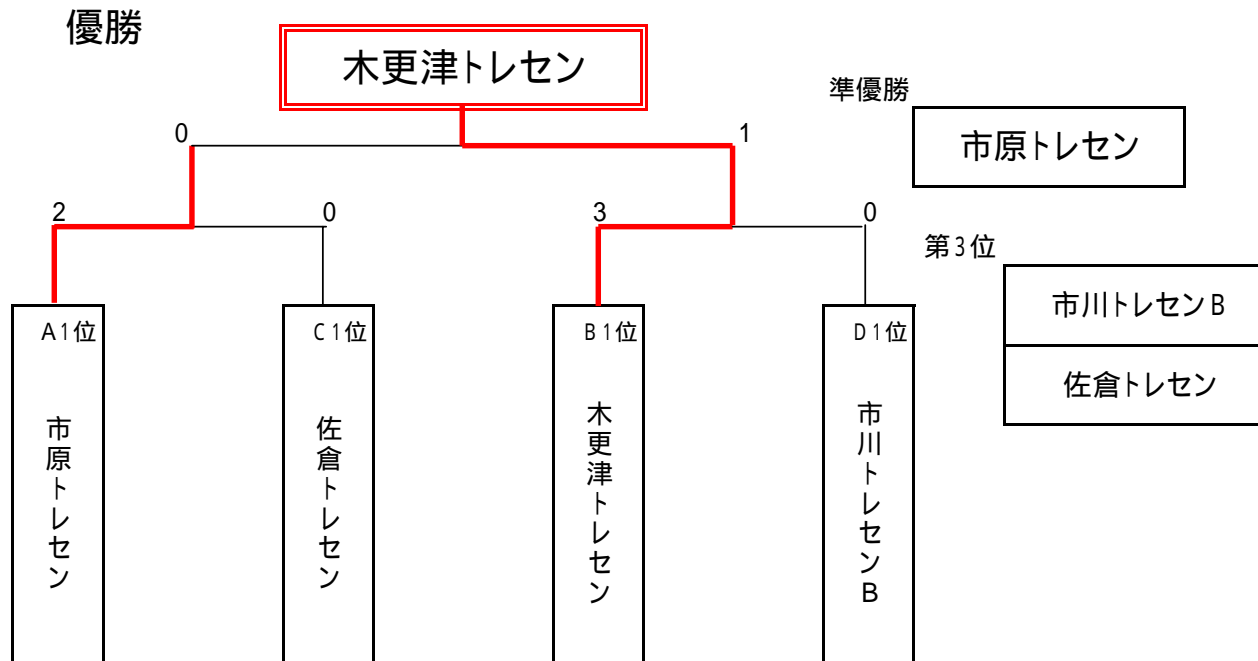 優勝
木更津トレセン
準優勝
市原トレセン
0
1
2
0
3
0
第3位
市川トレセンB
佐倉トレセン
A1位
市原トレセン
C1位
佐倉トレセン
B1位
木更津トレセン
D1位
市川トレセンB